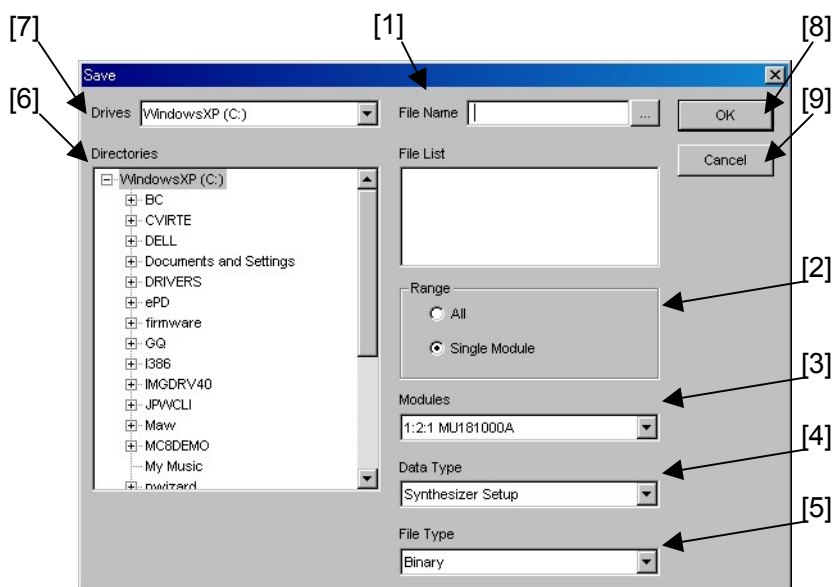 [7]
[1]
[8]
Save
[6]
Drives
WindowsXP (C:)
File Name
...
OK
[9]
Directories
File List
Cancel
WindowsXP (C:)
BC
CVIRTE
DELL
Documents and Settings
DRIVERS
ePD
firmware
GQ
I386
IMGDRV40
JPWCLI
Maw
MC8DEMO
My Music
nwizard
Range
[2]
All
Single Module
[3]
Modules
1:2:1 MU181000A
[4]
Data Type
Synthesizer Setup
[5]
File Type
Binary